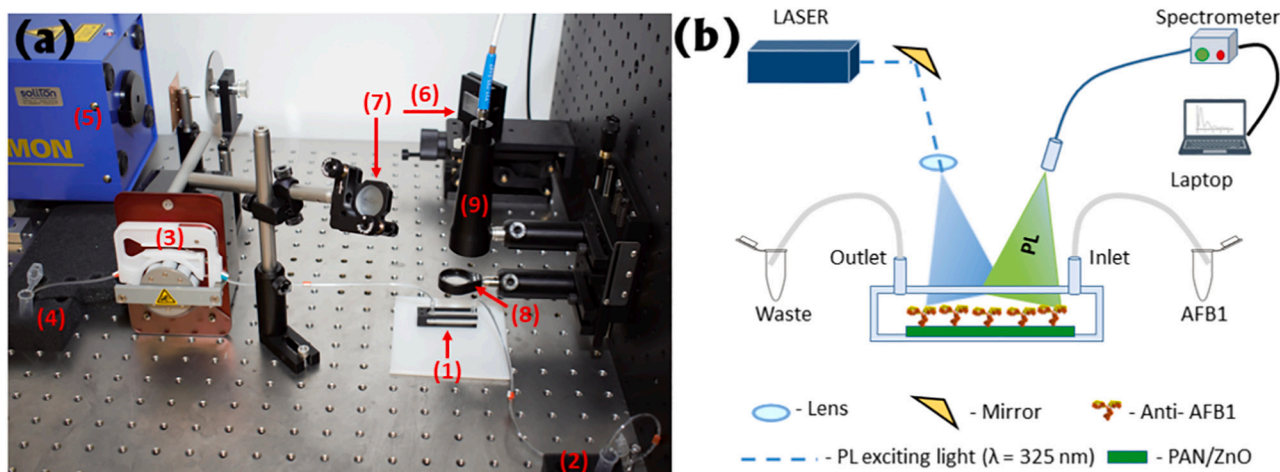 (a)
soliton
(5)
MON
(7)
(6)
(9)
(3)
(4)
(8)
(1)
(2)
(b)
LASER
Spectrometer
Laptop
PL
Outlet
Inlet
Waste
AFB1
- Lens
- Mirror
- Anti- AFB1
- PL exciting light (λ = 325 nm)
- PAN/ZnO